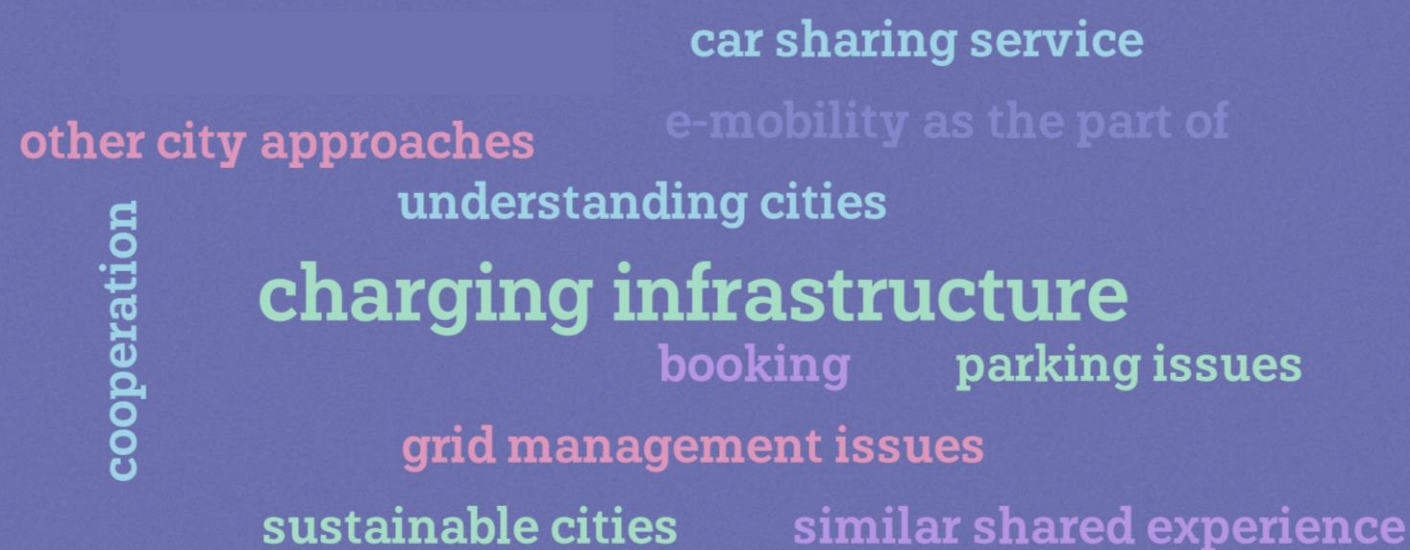 car sharing service
e-mobility as the part of
other city approaches
understanding cities
cooperation
charging infrastructure
booking
parking issues
grid management issues
sustainable cities
similar shared experience